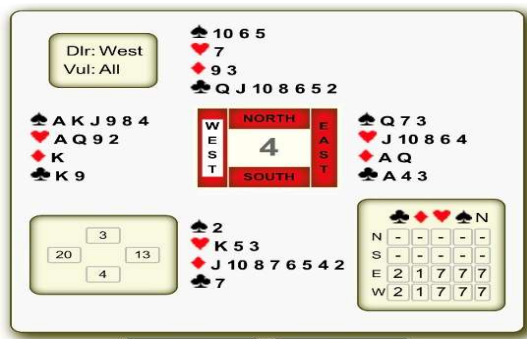 Dlr: West
Vul: All
♠ 10 6 5
♥ 7
♦ 9 3
♣ Q J 10 8 6 5 2
♠ A K J 9 8 4
♥ A Q 9 2
♦ K
♣ K 9
NORTH
WEST
4
EAST
SOUTH
♠ Q 7 3
♥ J 10 8 6 4
♦ A Q
♣ A 4 3
3
20 13
4
♠ 2
♥ K 5 3
♦ J 10 8 7 6 5 4 2
♣ 7
♣ ♦ ♥ ♠ N
N - - - - -
S - - - - -
E 2 1 7 7 7
W 2 1 7 7 7